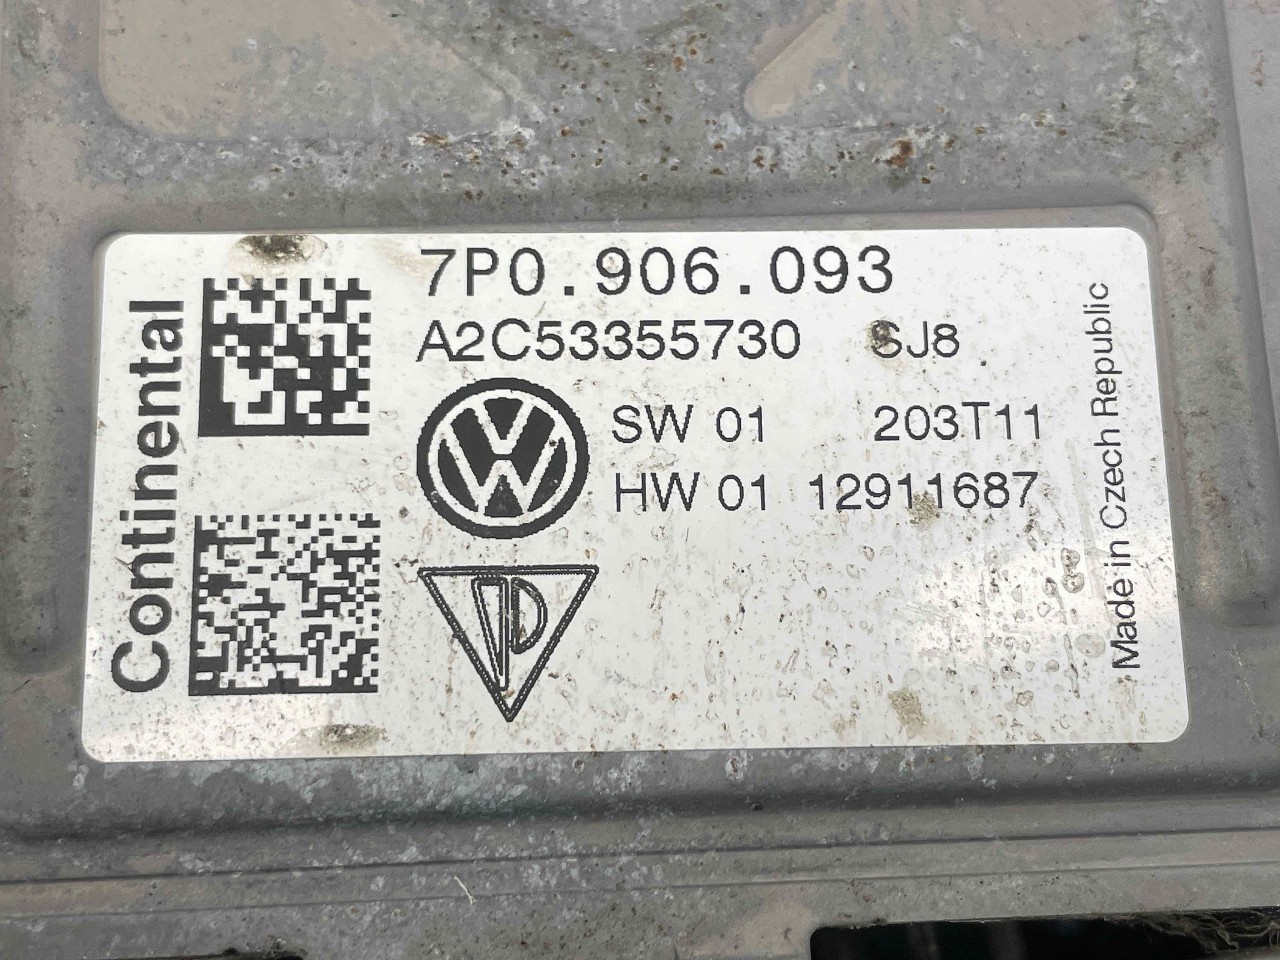 Continental
7P0.906.093
A2C53355730 SJ8
SW 01 203T11
HW 01 12911687
Made in Czech Republic